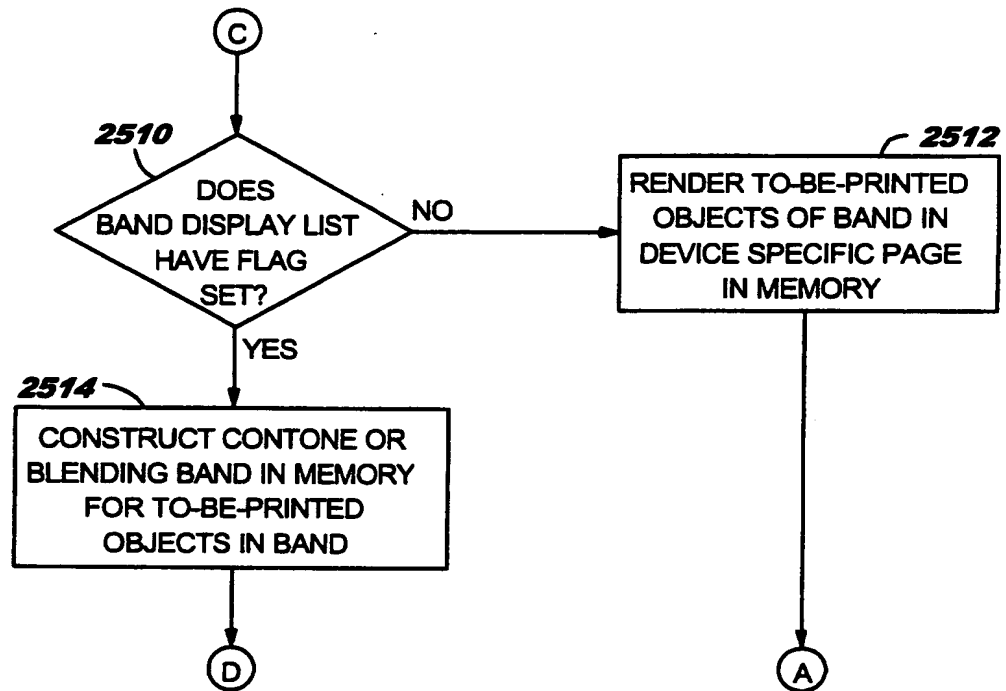 C
2510
DOES
BAND DISPLAY LIST
HAVE FLAG
SET?
NO
2512
RENDER TO-BE-PRINTED
OBJECTS OF BAND IN
DEVICE SPECIFIC PAGE
IN MEMORY
YES
2514
CONSTRUCT CONTONE OR
BLENDING BAND IN MEMORY
FOR TO-BE-PRINTED
OBJECTS IN BAND
D
A